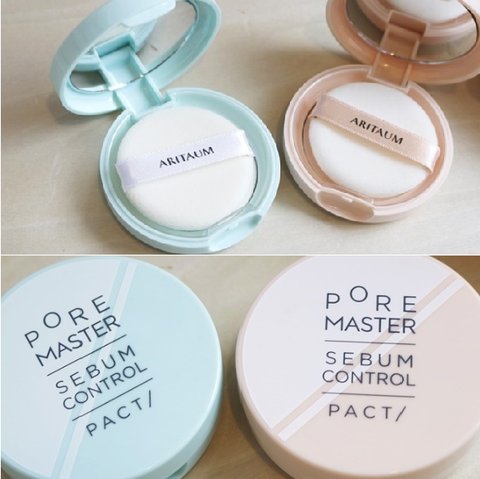 ARITAUM
ARITAUM
PORE
MASTER
SEBUM
CONTROL
PACT/
PORE
MASTER
SEBUM
CONTROL
PACT/